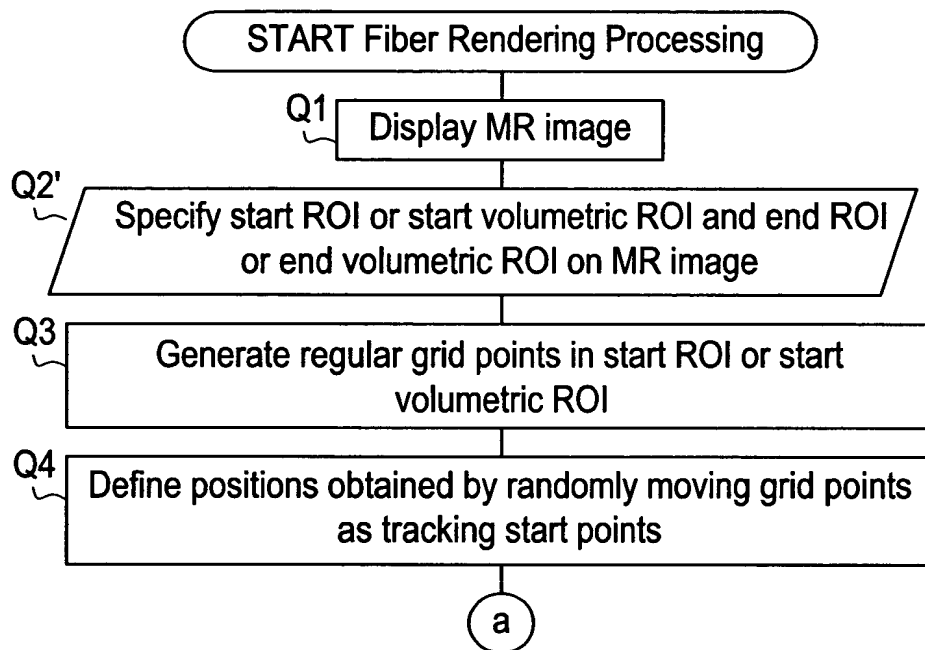 START Fiber Rendering Processing
Q1
Display MR image
Q2'
Specify start ROI or start volumetric ROI and end ROI
or end volumetric ROI on MR image
Q3
Generate regular grid points in start ROI or start
volumetric ROI
Q4
Define positions obtained by randomly moving grid points
as tracking start points
a